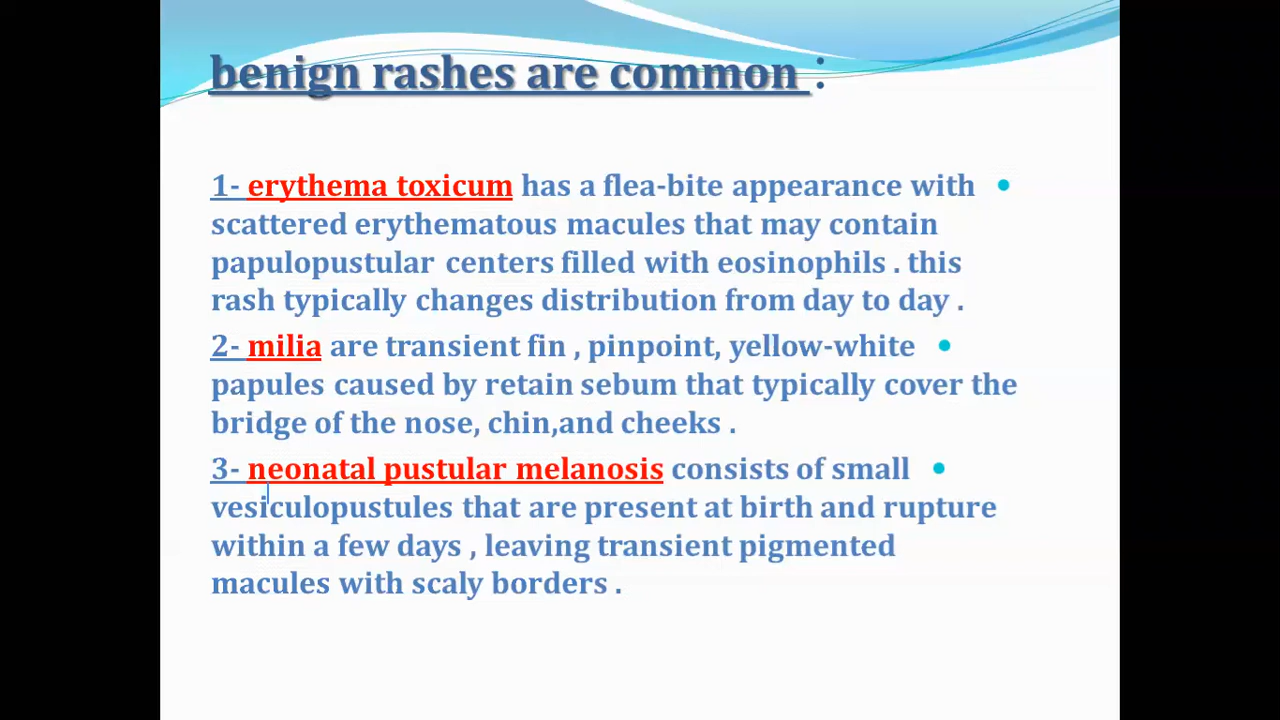 benign rashes are common :
1- erythema toxicum has a flea-bite appearance with
scattered erythematous macules that may contain
papulopustular centers filled with eosinophils . this
rash typically changes distribution from day to day .
2- milia are transient fin , pinpoint, yellow-white
papules caused by retain sebum that typically cover the
bridge of the nose, chin,and cheeks .
3- neonatal pustular melanosis consists of small
vesiculopustules that are present at birth and rupture
within a few days , leaving transient pigmented
macules with scaly borders .